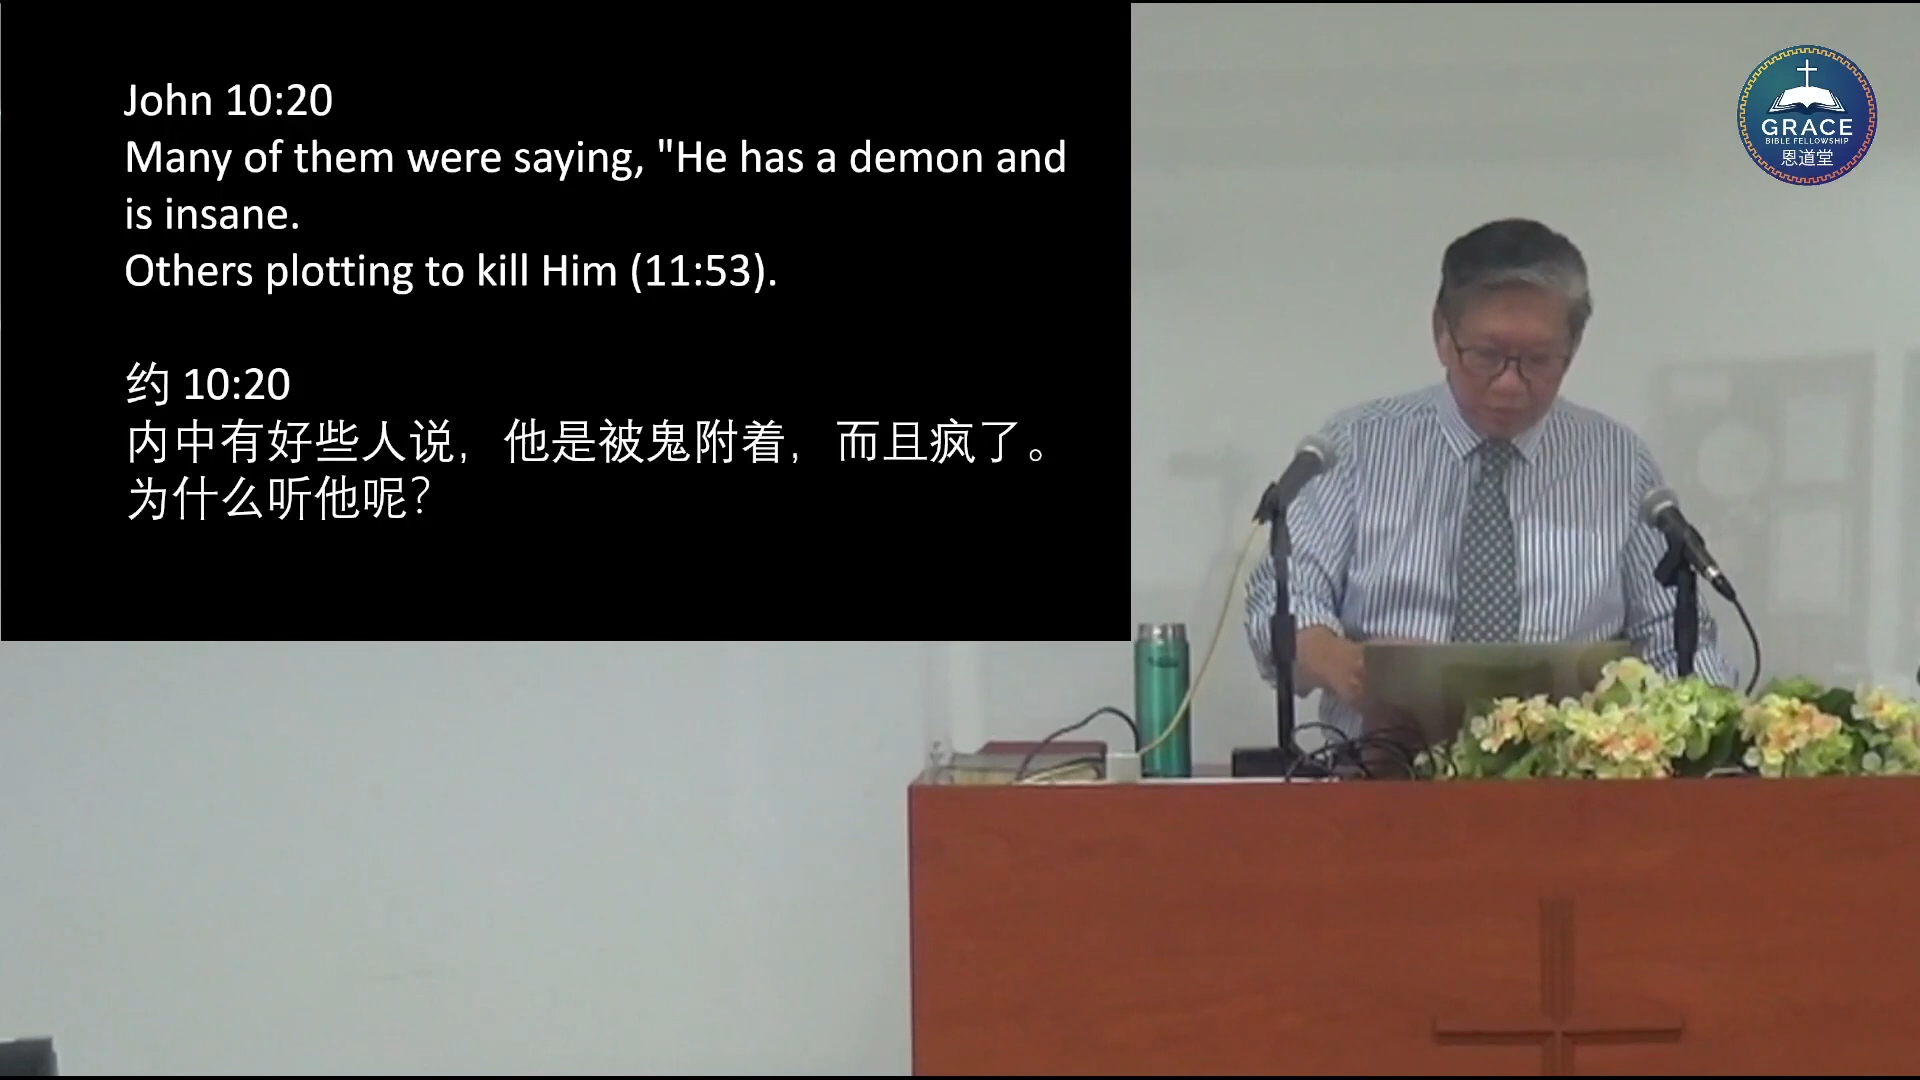 John 10:20
Many of them were saying, "He has a demon and
is insane.
Others plotting to kill Him (11:53).
约 10:20
内中有好些人说，他是被鬼附着，而且疯了。
为什么听他呢？
GRACE
BIBLE FELLOWSHIP
恩道堂